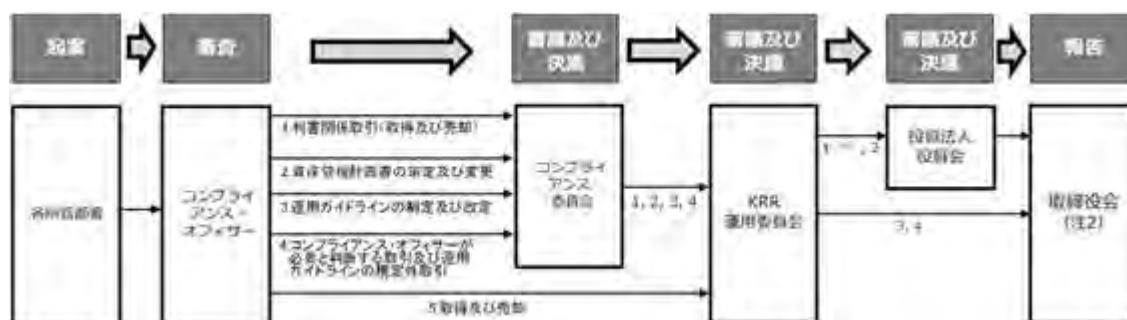 起案
審査
審議及び
決議
審議及び
決議
審議及び
決議
報告
各所管部署
コンプライ
アンス・
オフィサー
1.利害関係取引(取得及び売却)
2.資産管理計画書の策定及び変更
3.運用ガイドラインの制定及び改定
4.コンプライアンス・オフィサーが
必要と判断する取引及び運用
ガイドラインの規定外取引
5.取得及び売却
コンプライ
アンス
委員会
1, 2, 3, 4
KRR
運用委員会
, 2
3, 4
投資法人
役員会
取締役会
(注2)